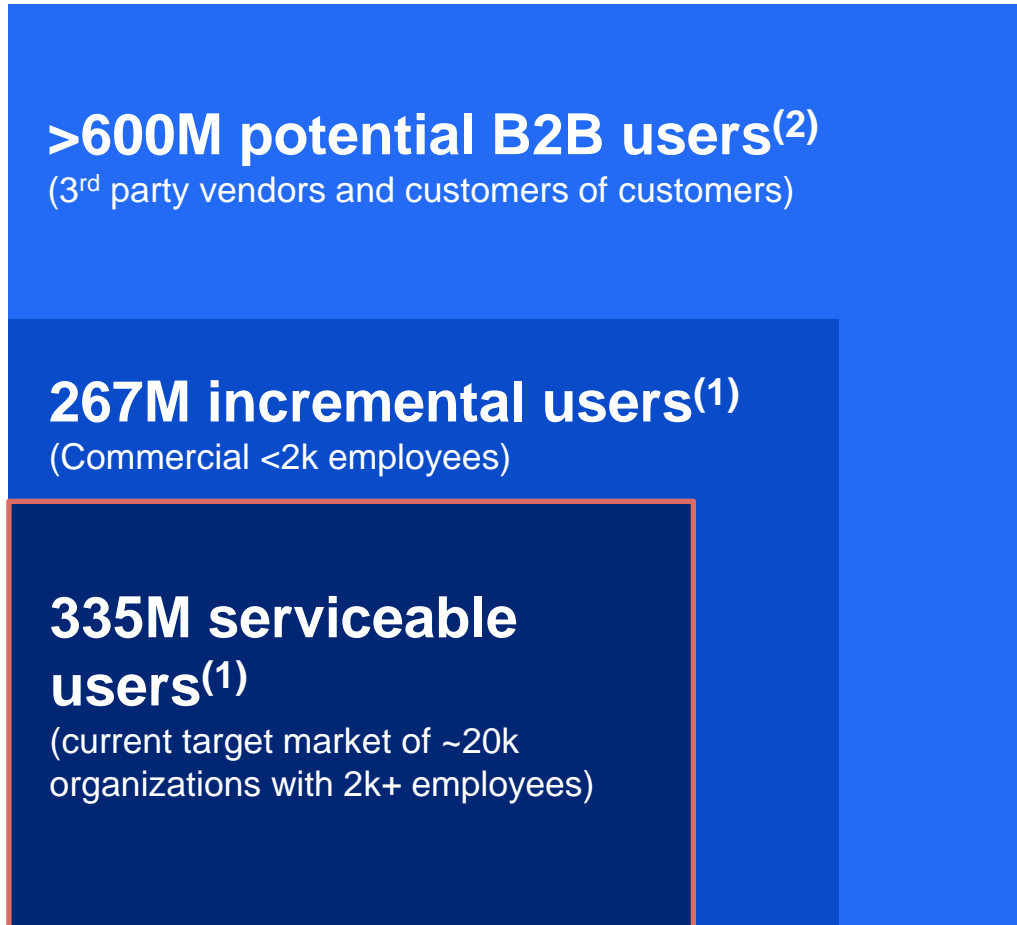 >600M potential B2B users(2)
(3rd party vendors and customers of customers)
267M incremental users(1)
(Commercial <2k employees)
335M serviceable
users(1)
(current target market of ~20k
organizations with 2k+ employees)